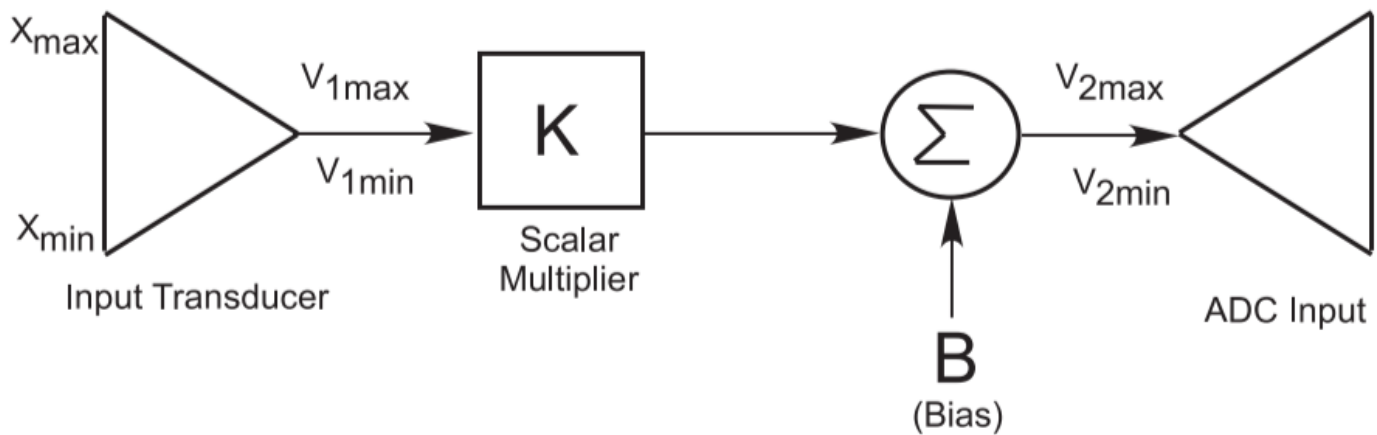 Xmax
V1max
V2max
K
Σ
V1min
V2min
Xmin
Scalar
Multiplier
Input Transducer
ADC Input
B
(Bias)